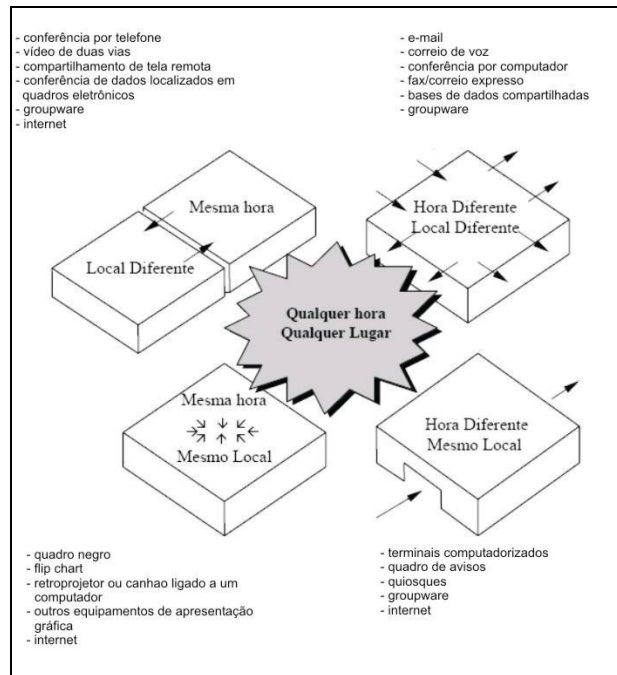 - conferência por telefone
- vídeo de duas vias
- compartilhamento de tela remota
- conferência de dados localizados em
quadros eletrônicos
- groupware
- internet
- e-mail
- correio de voz
- conferência por computador
- fax/correio expresso
- bases de dados compartilhadas
- groupware
Mesma hora
Local Diferente
Hora Diferente
Local Diferente
Qualquer hora
Qualquer Lugar
Mesma hora
Mesmo Local
Hora Diferente
Mesmo Local
- quadro negro
- flip chart
- retroprojetor ou canhao ligado a um
computador
- outros equipamentos de apresentação
gráfica
- internet
- terminais computadorizados
- quadro de avisos
- quiosques
- groupware
- internet